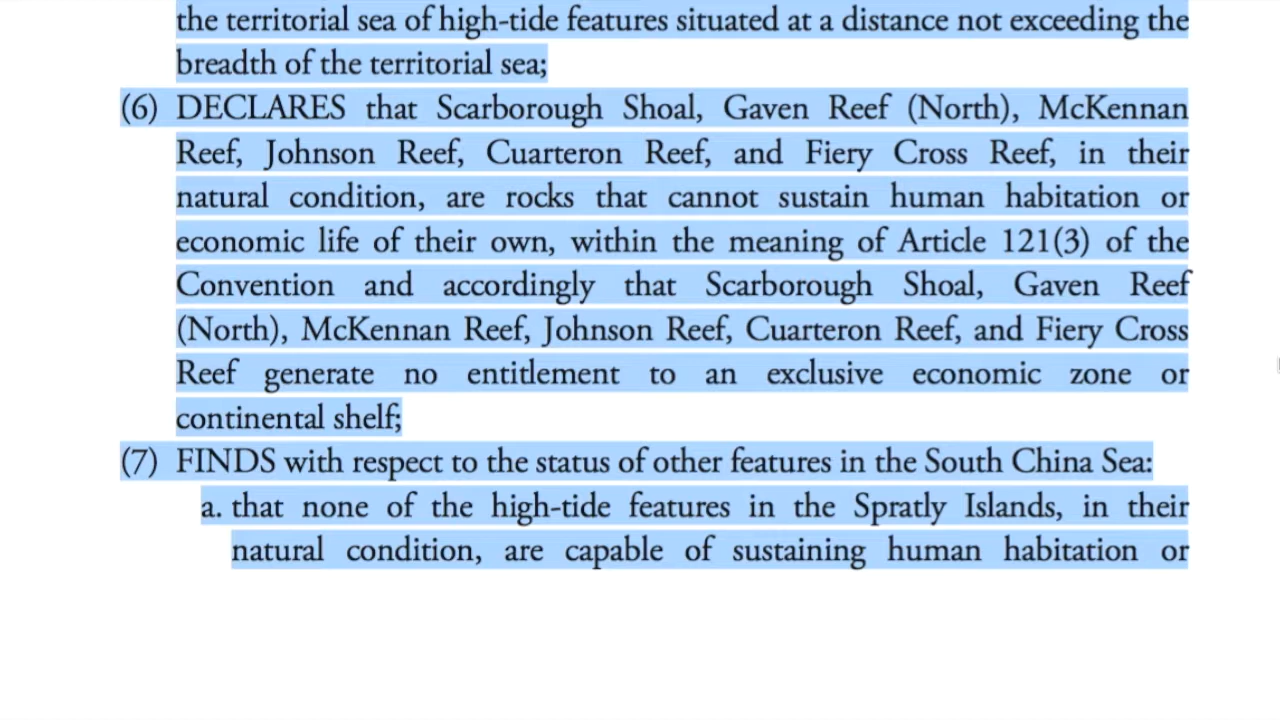 the territorial sea of high-tide features situated at a distance not exceeding the
breadth of the territorial sea;
(6) DECLARES that Scarborough Shoal, Gaven Reef (North), McKennan
Reef, Johnson Reef, Cuarteron Reef, and Fiery Cross Reef, in their
natural condition, are rocks that cannot sustain human habitation or
economic life of their own, within the meaning of Article 121(3) of the
Convention and accordingly that Scarborough Shoal, Gaven Reef
(North), McKennan Reef, Johnson Reef, Cuarteron Reef, and Fiery Cross
Reef generate no entitlement to an exclusive economic zone or
continental shelf;
(7) FINDS with respect to the status of other features in the South China Sea:
a. that none of the high-tide features in the Spratly Islands, in their
natural condition, are capable of sustaining human habitation or